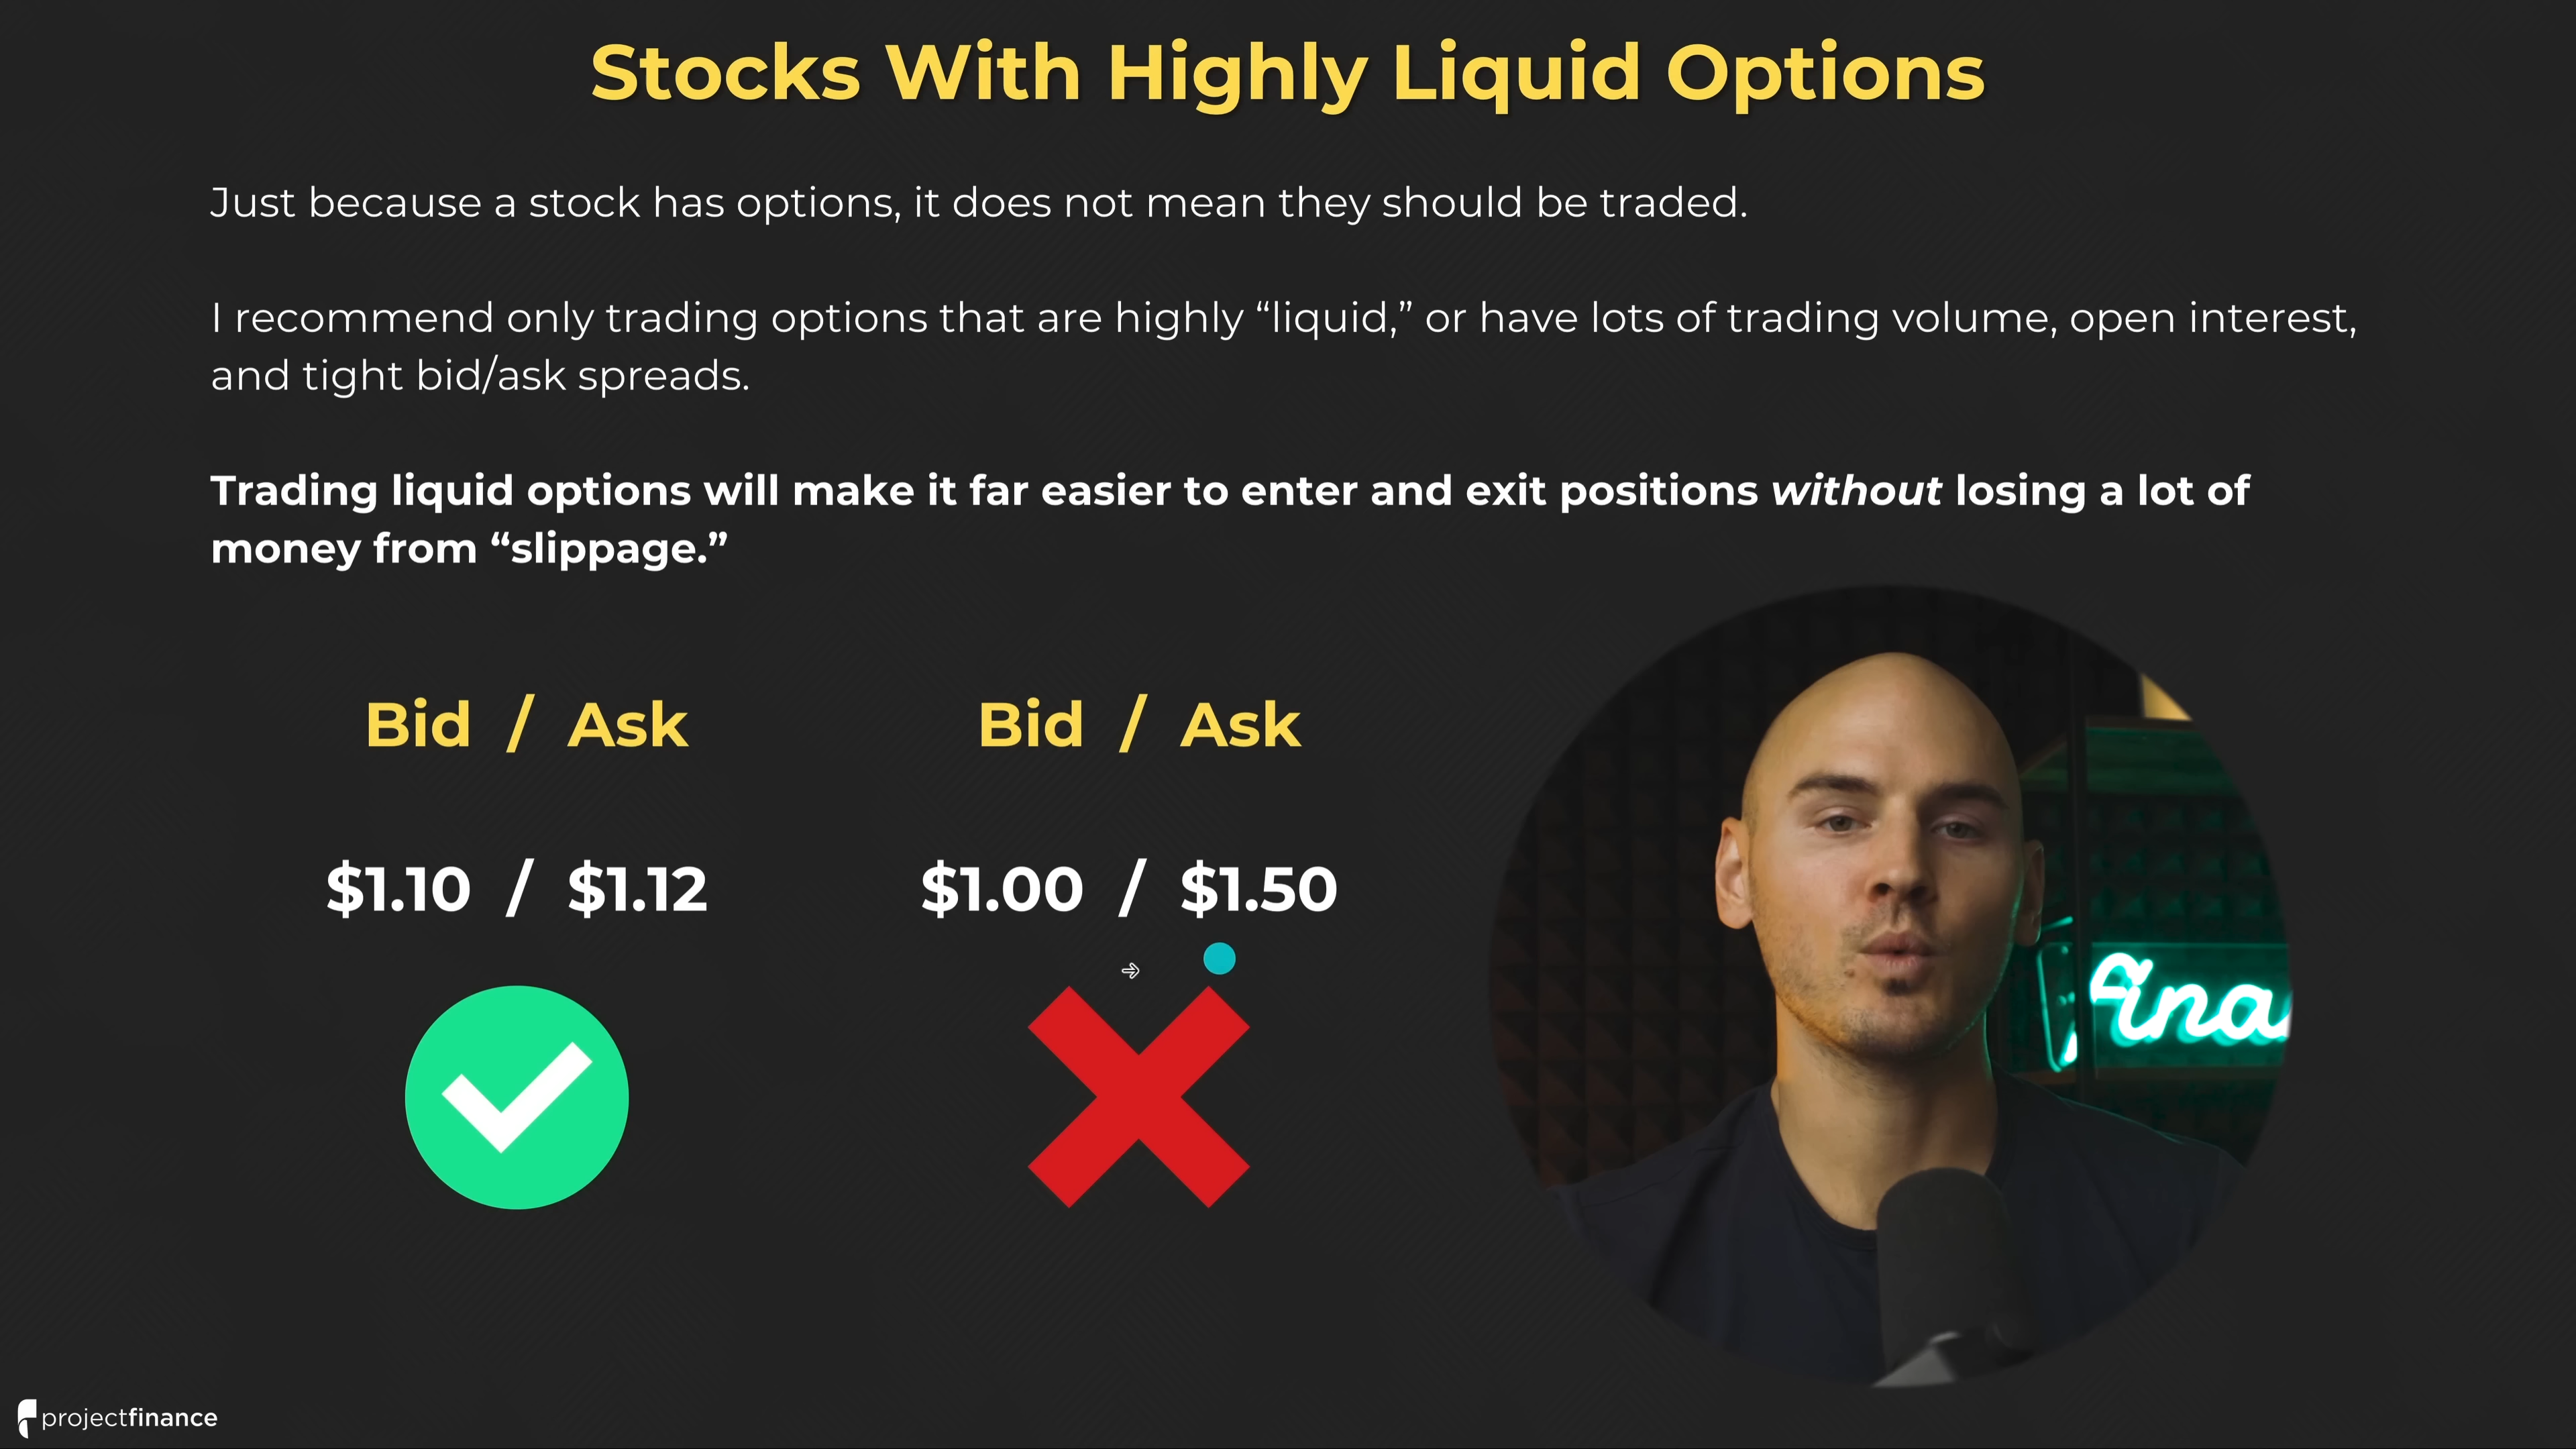 Stocks With Highly Liquid Options
Just because a stock has options, it does not mean they should be traded.
I recommend only trading options that are highly “liquid,” or have lots of trading volume, open interest,
and tight bid/ask spreads.
Trading liquid options will make it far easier to enter and exit positions without losing a lot of
money from “slippage.”
Bid / Ask
$1.10 / $1.12
Bid / Ask
$1.00 / $1.50
fina
projectfinance